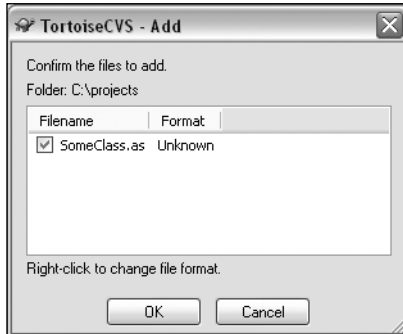 TortoiseCVS - Add
Confirm the files to add.
Folder: C:\projects
Filename Format
SomeClass.as Unknown
Right-click to change file format.
OK Cancel